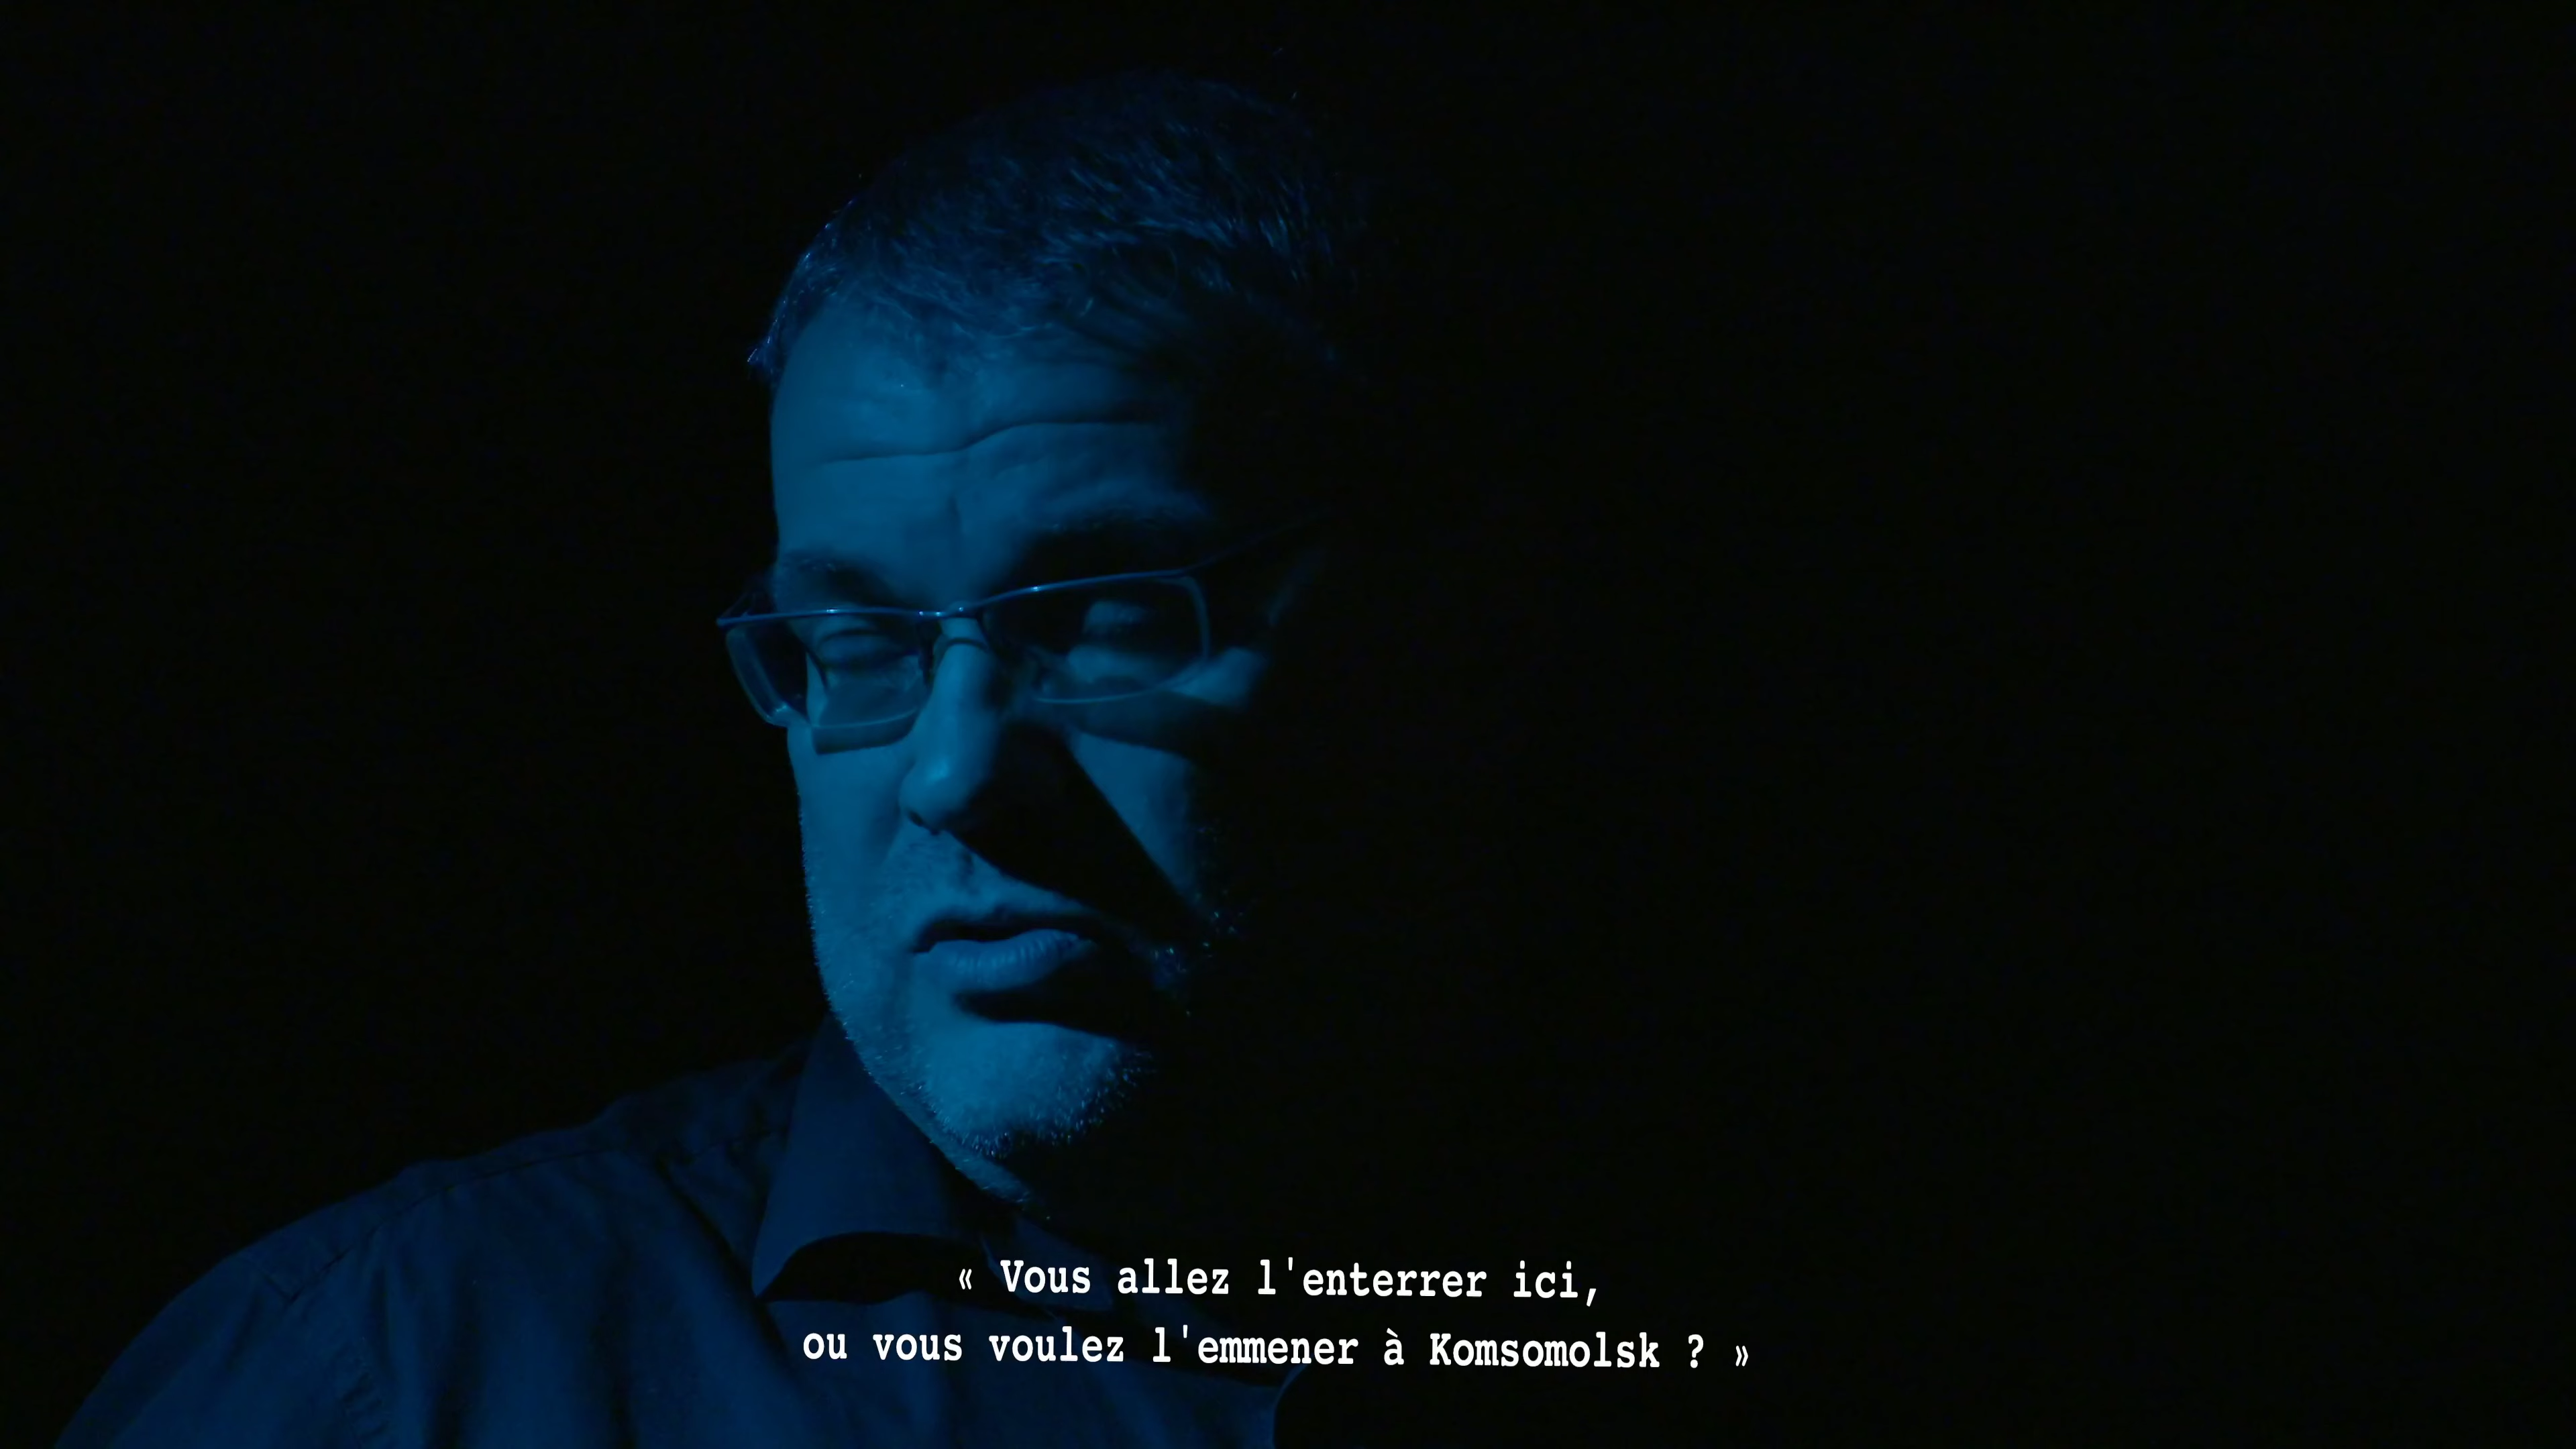 « Vous allez l'enterrer ici,
ou vous voulez l'emmener à Komsomolsk ? »